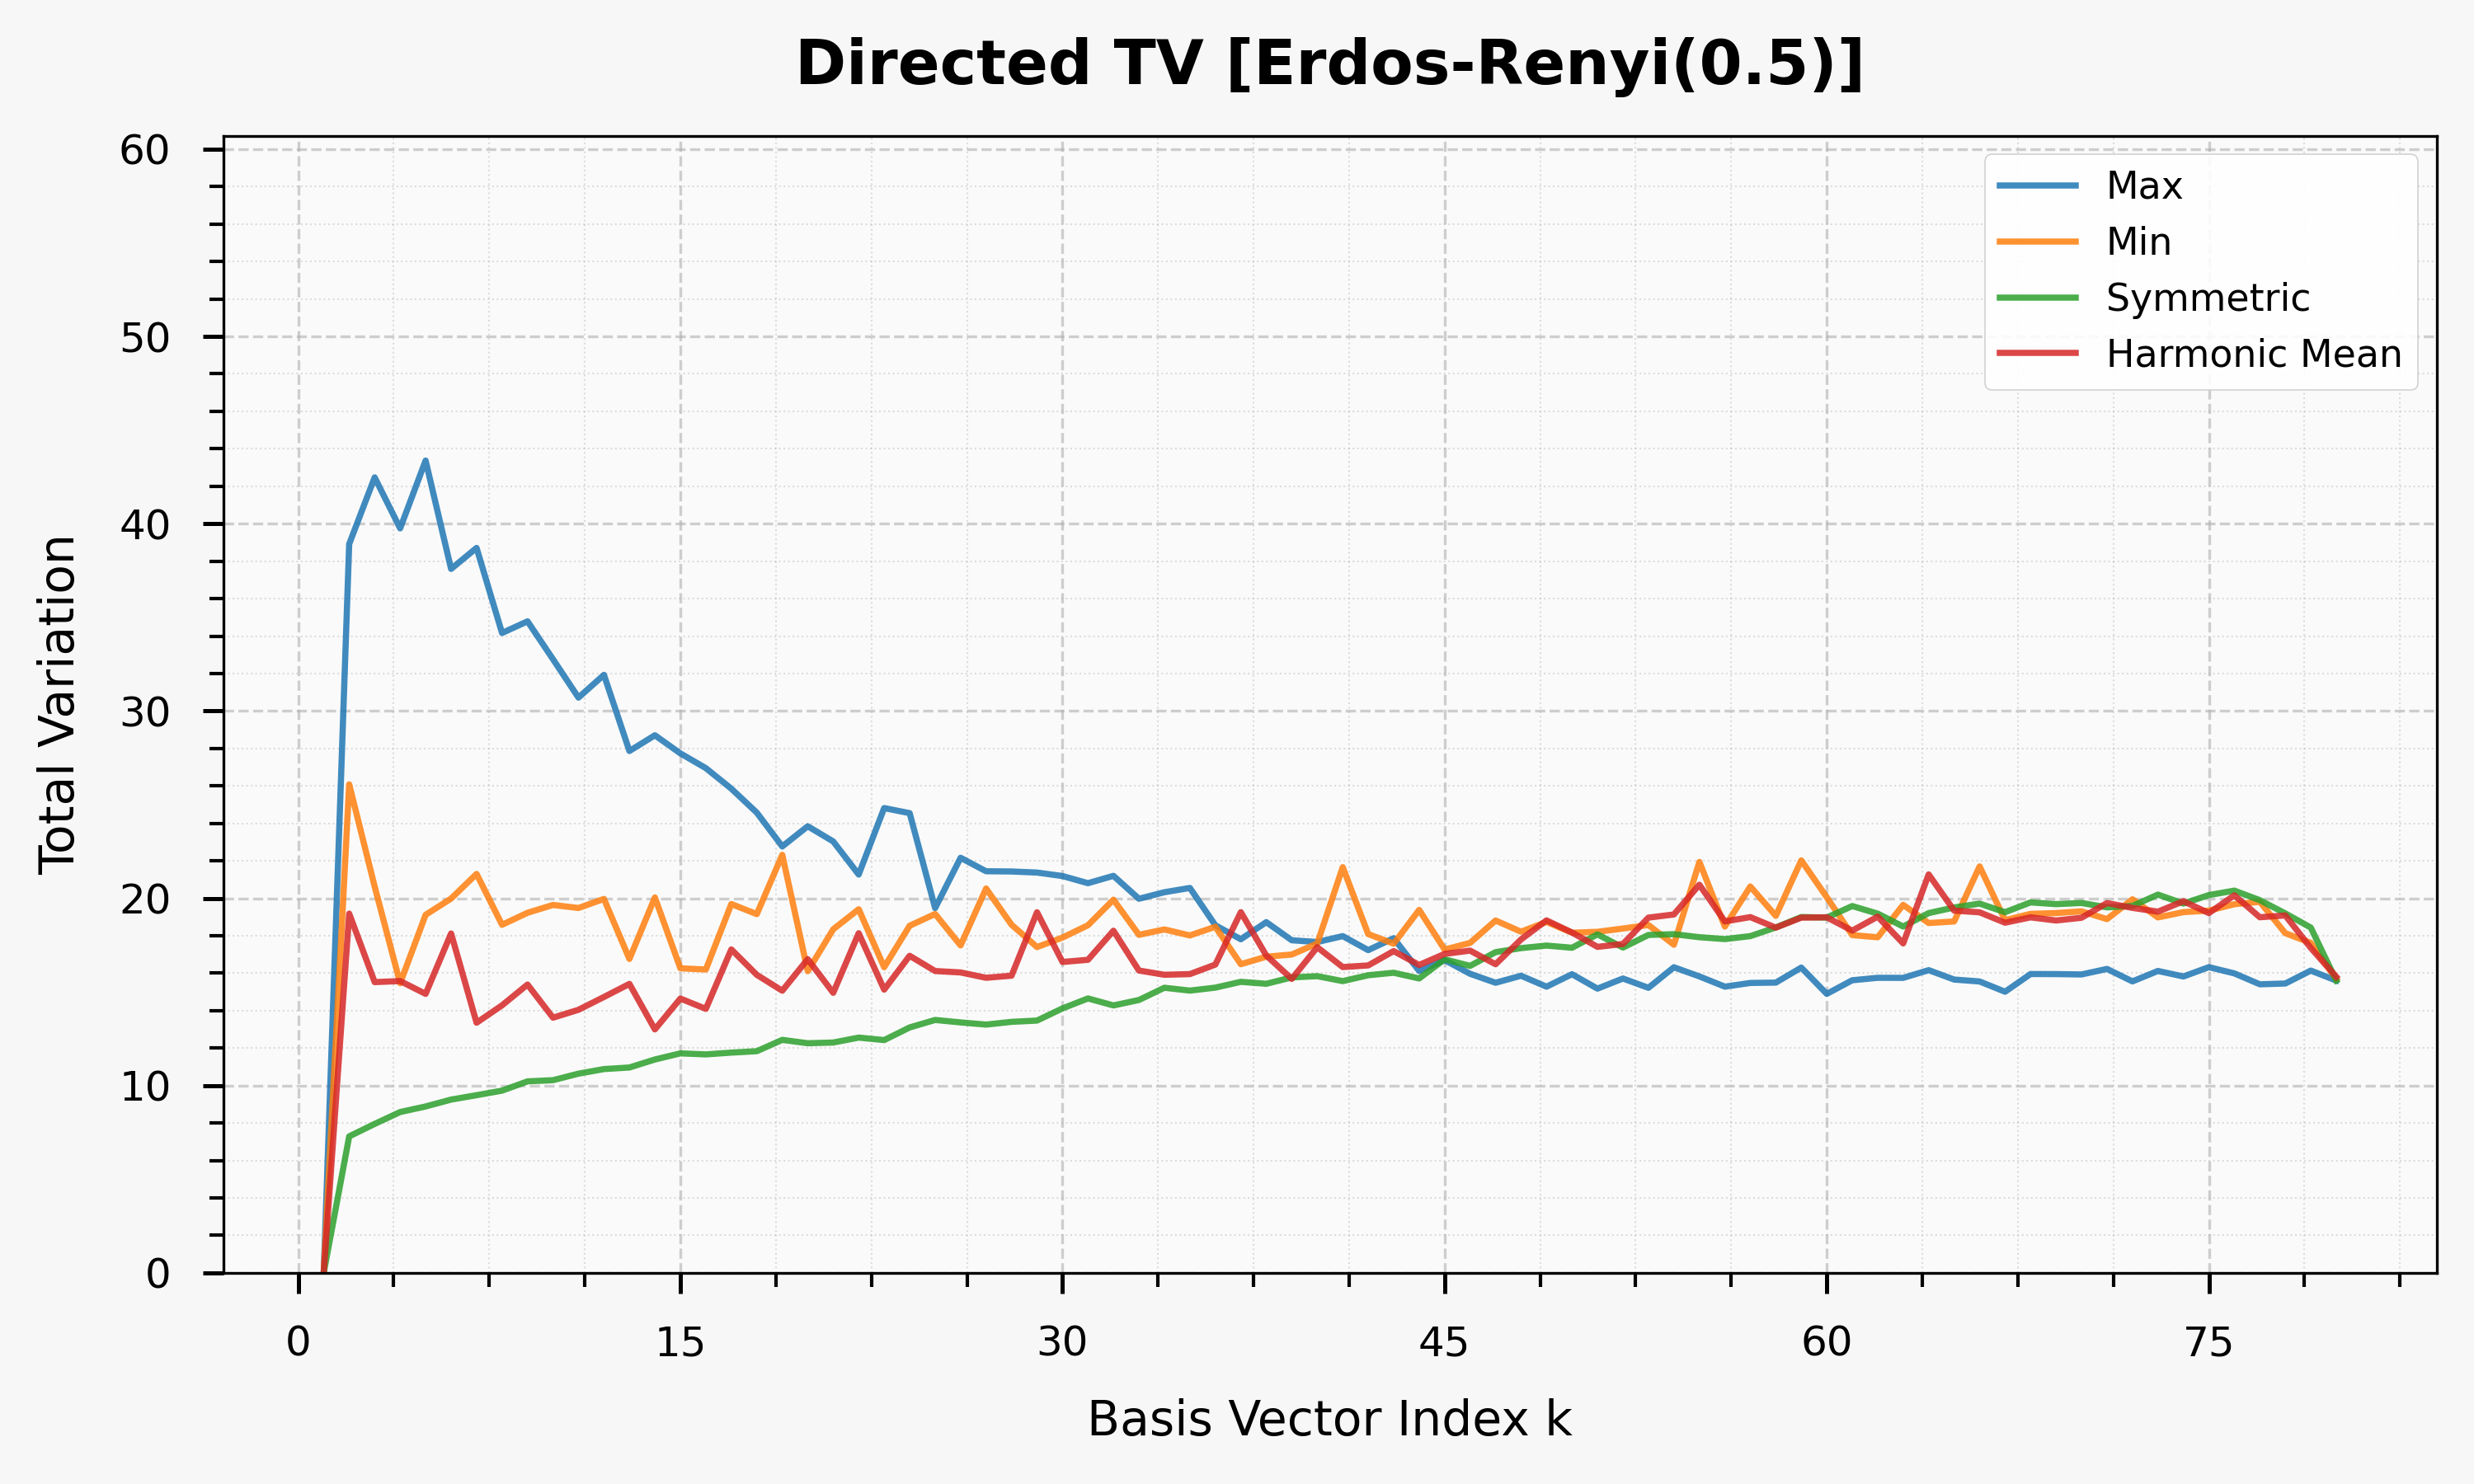 Directed TV [Erdos-Renyi(0.5)]
60
50
40
30
20
10
0
Total Variation
Max
Min
Symmetric
Harmonic Mean
0 15 30 45 60 75
Basis Vector Index k